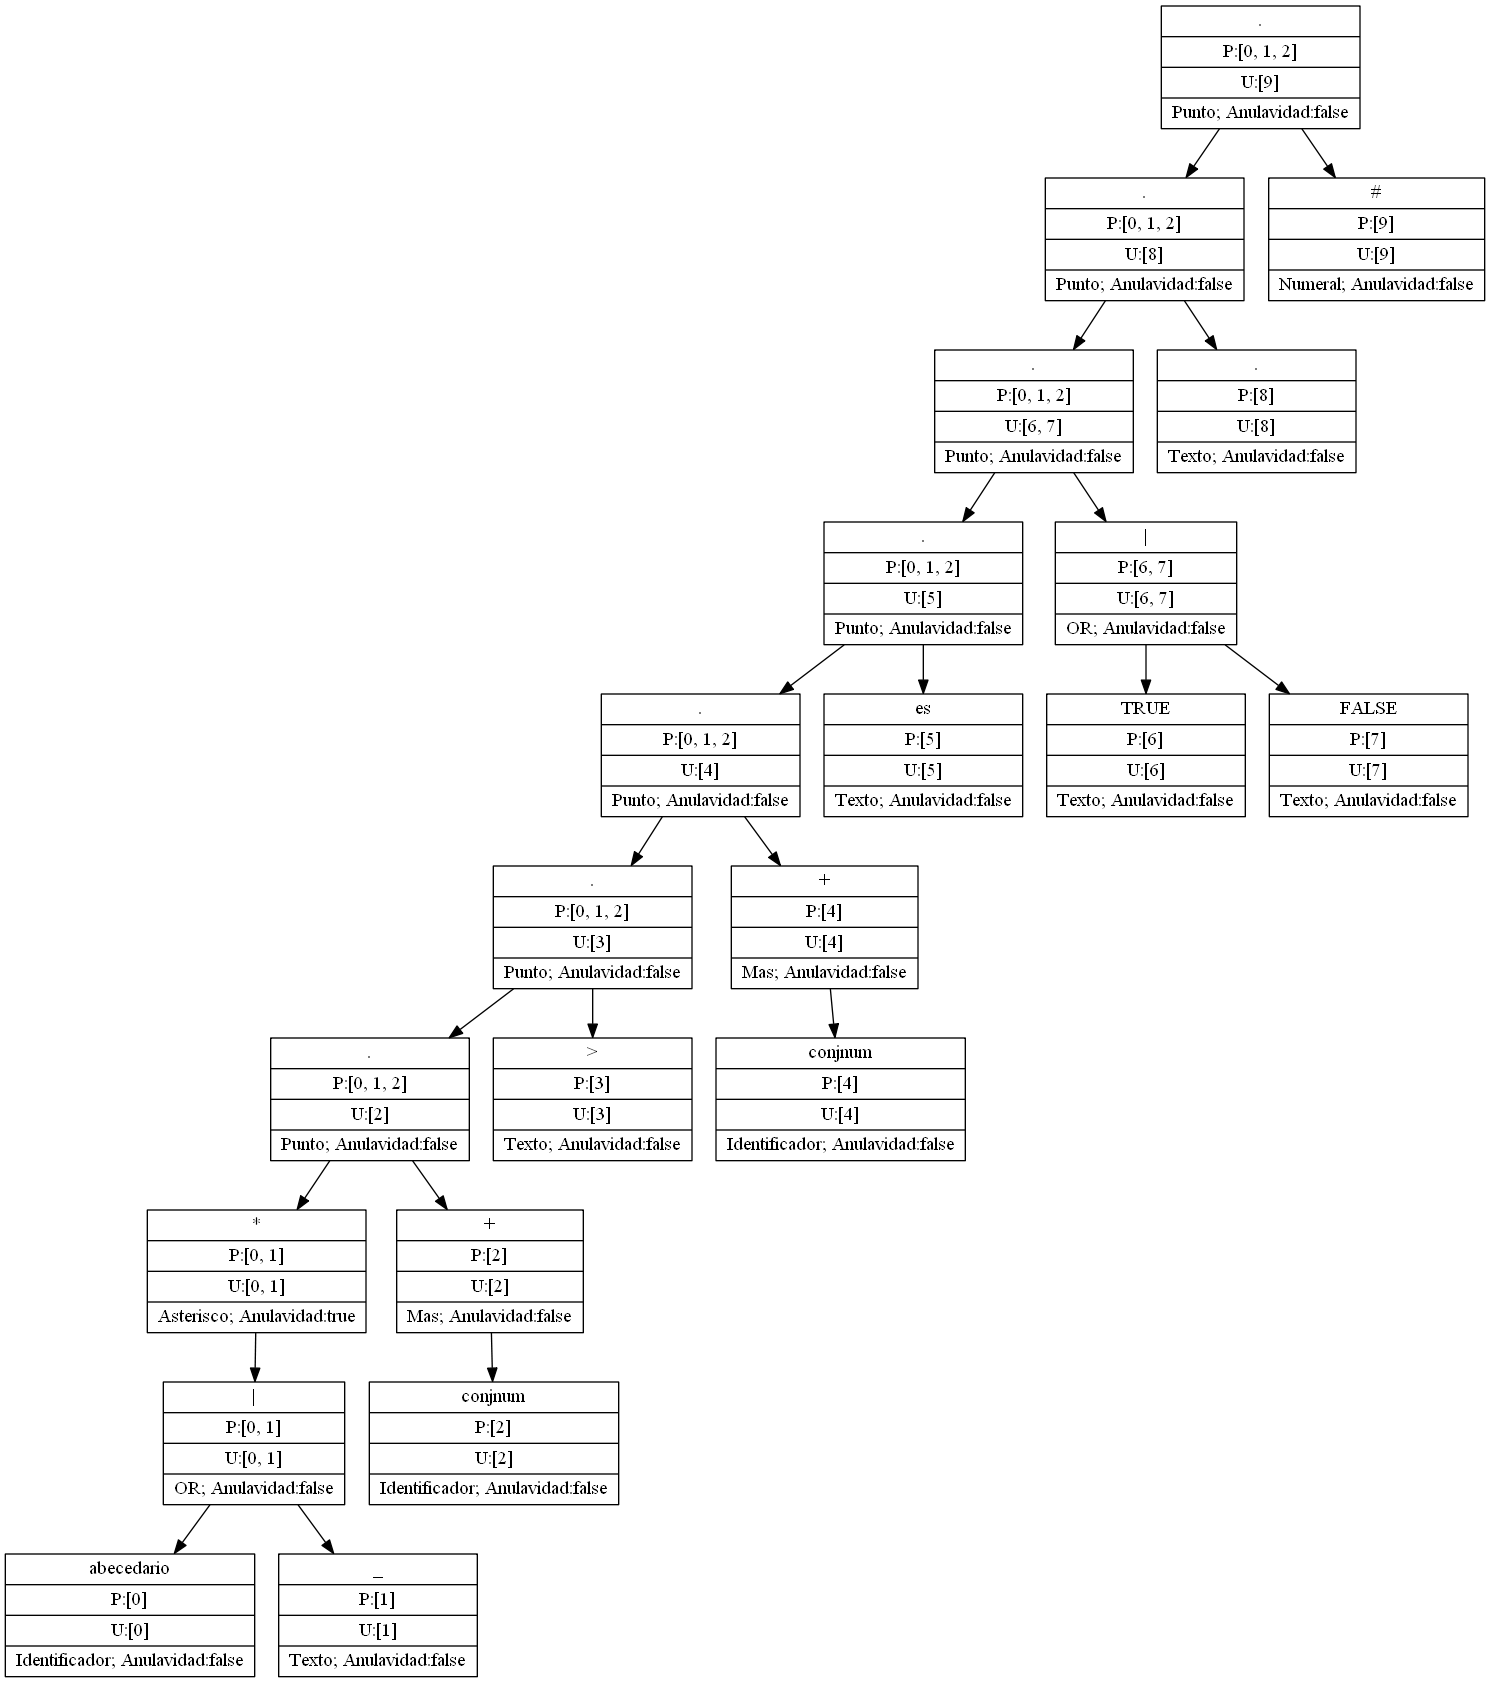 .
P:[0, 1, 2]
U:[9]
Punto; Anulavidad:false
.
P:[0, 1, 2]
U:[8]
Punto; Anulavidad:false
#
P:[9]
U:[9]
Numeral; Anulavidad:false
.
P:[0, 1, 2]
U:[6, 7]
Punto; Anulavidad:false
.
P:[8]
U:[8]
Texto; Anulavidad:false
.
P:[0, 1, 2]
U:[5]
Punto; Anulavidad:false
|
P:[6, 7]
U:[6, 7]
OR; Anulavidad:false
.
P:[0, 1, 2]
U:[4]
Punto; Anulavidad:false
es
P:[5]
U:[5]
Texto; Anulavidad:false
TRUE
P:[6]
U:[6]
Texto; Anulavidad:false
FALSE
P:[7]
U:[7]
Texto; Anulavidad:false
.
P:[0, 1, 2]
U:[3]
Punto; Anulavidad:false
+
P:[4]
U:[4]
Mas; Anulavidad:false
.
P:[0, 1, 2]
U:[2]
Punto; Anulavidad:false
>
P:[3]
U:[3]
Texto; Anulavidad:false
conjnum
P:[4]
U:[4]
Identificador; Anulavidad:false
*
P:[0, 1]
U:[0, 1]
Asterisco; Anulavidad:true
+
P:[2]
U:[2]
Mas; Anulavidad:false
|
P:[0, 1]
U:[0, 1]
OR; Anulavidad:false
conjnum
P:[2]
U:[2]
Identificador; Anulavidad:false
abecedario
P:[0]
U:[0]
Identificador; Anulavidad:false
_
P:[1]
U:[1]
Texto; Anulavidad:false